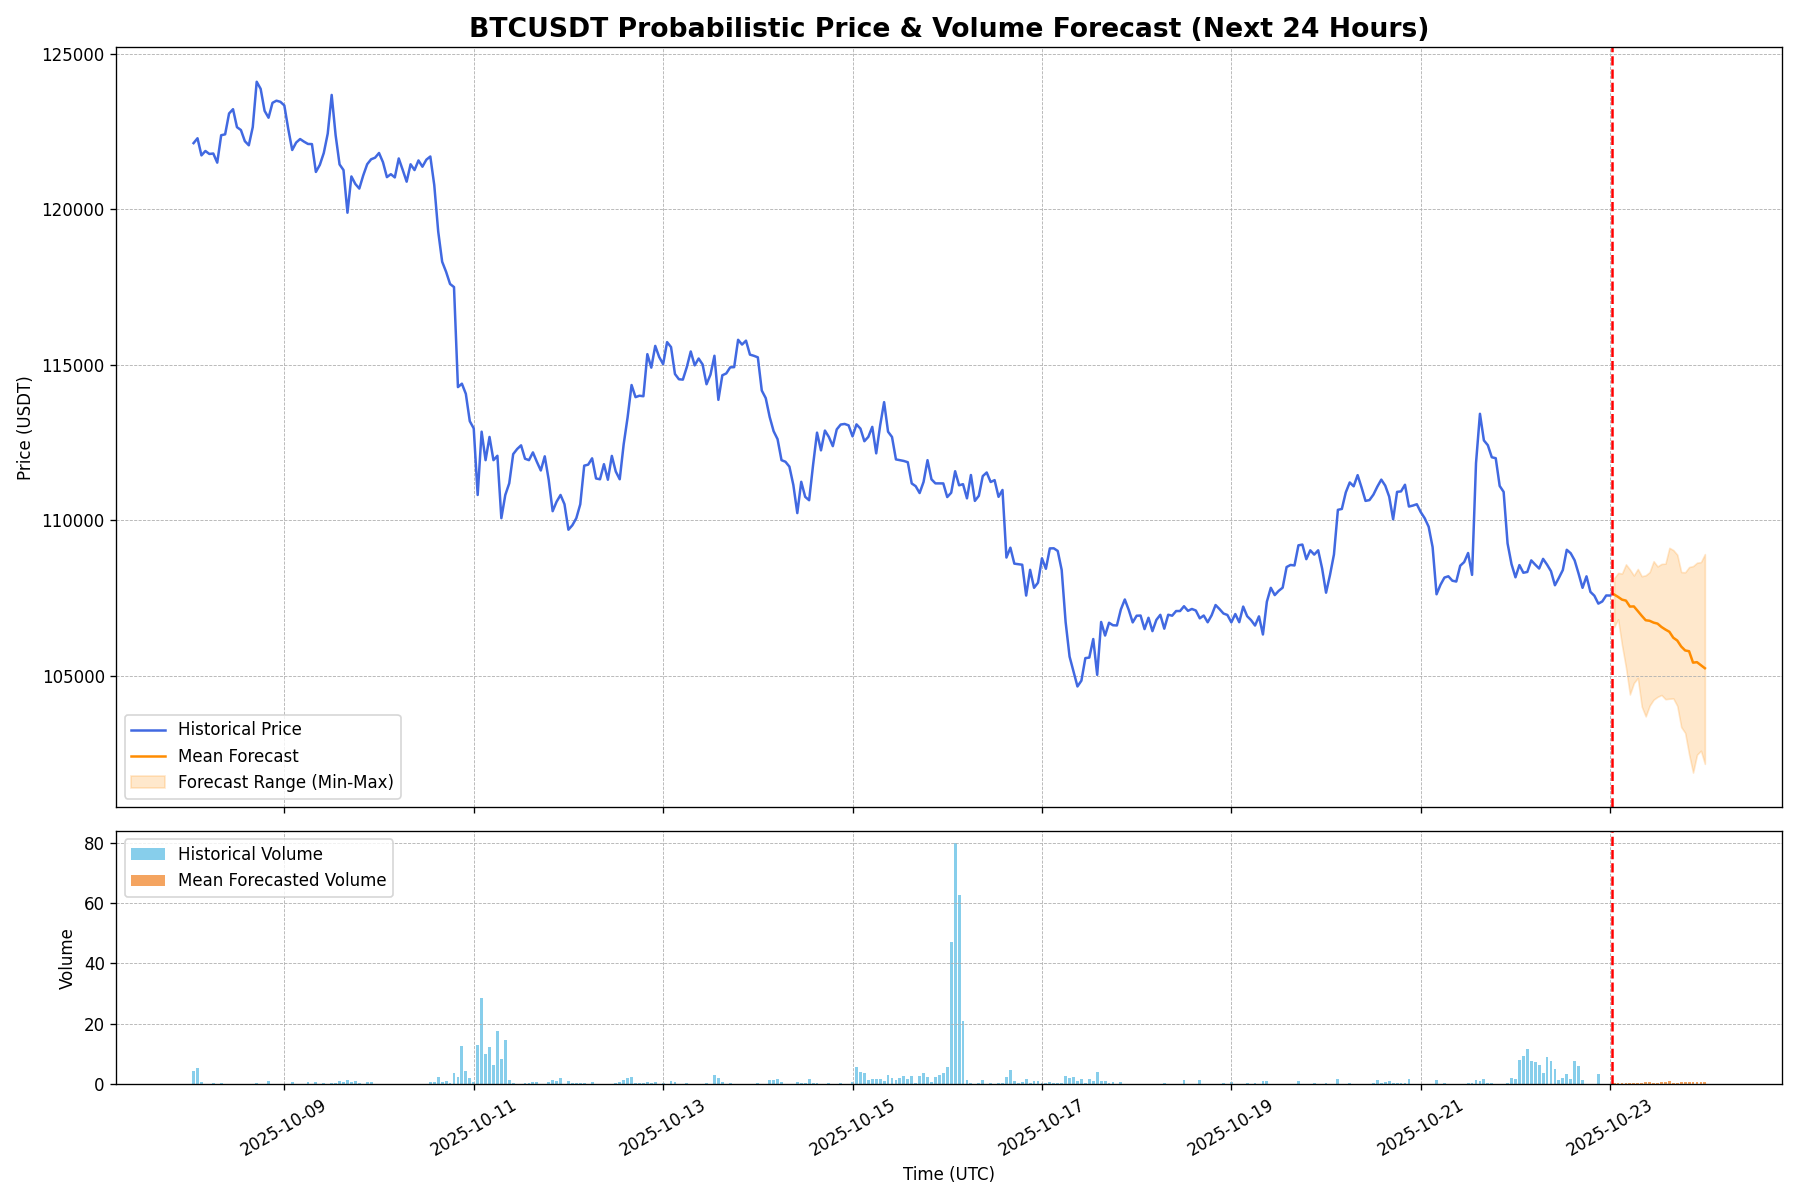 BTCUSDT Probabilistic Price & Volume Forecast (Next 24 Hours)
125000
120000
115000
110000
105000
Price (USDT)
Historical Price
Mean Forecast
Forecast Range (Min-Max)
80
60
40
20
0
Volume
Historical Volume
Mean Forecasted Volume
2025-10-09
2025-10-11
2025-10-13
2025-10-15
2025-10-17
2025-10-19
2025-10-21
2025-10-23
Time (UTC)